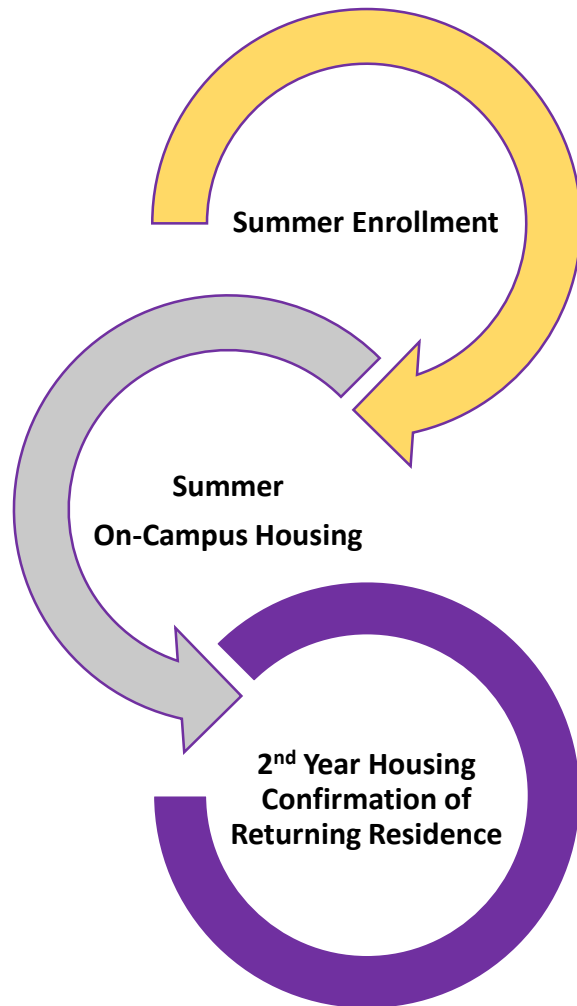 Summer Enrollment
Summer
On-Campus Housing
2nd Year Housing
Confirmation of
Returning Residence